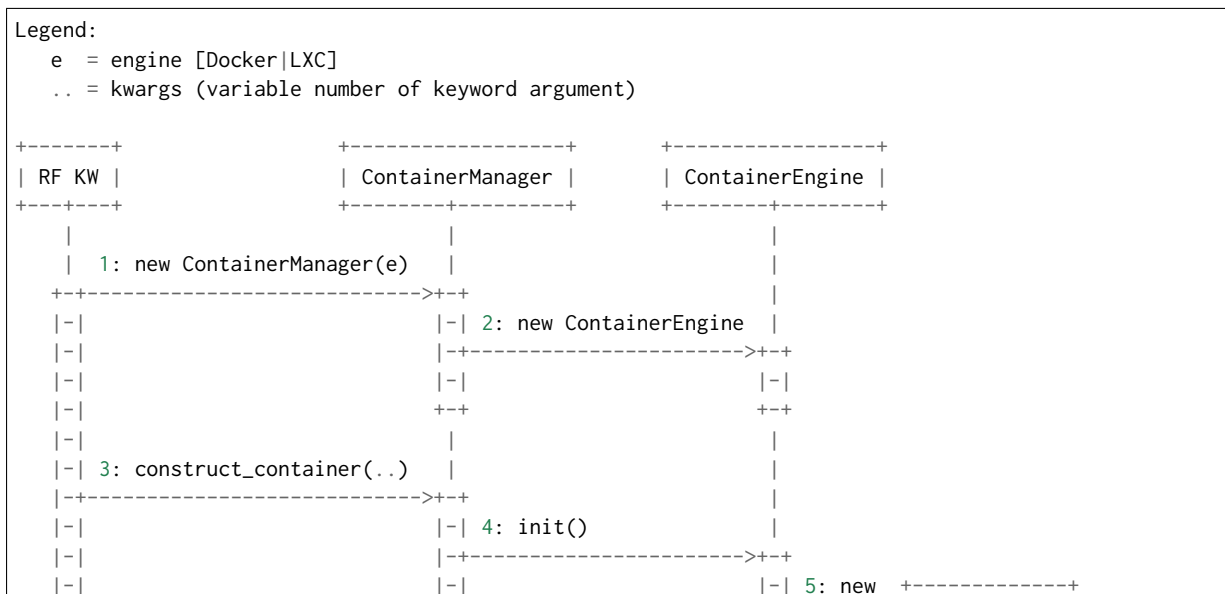 Legend:
   e  = engine [Docker|LXC]
   .. = kwargs (variable number of keyword argument)

+-------+                  +-------------------+       +-----------------+
| RF KW |                  | ContainerManager |       | ContainerEngine |
+---+---+                  +--------+---------+       +--------+--------+
    |                               |                          |
    |  1: new ContainerManager(e)   |                          |
   +-+---------------------------->+-+                         |
   |-|                             |-| 2: new ContainerEngine  |
   |-|                             |-+----------------------->+-+
   |-|                             |-|                        |-|
   |-|                             +-+                        +-+
   |-|                              |                          |
   |-| 3: construct_container(..)   |                          |
   |-+---------------------------->+-+                         |
   |-|                             |-| 4: init()               |
   |-|                             |-+----------------------->+-+
   |-|                             |-|                        |-| 5: new  +-------------+